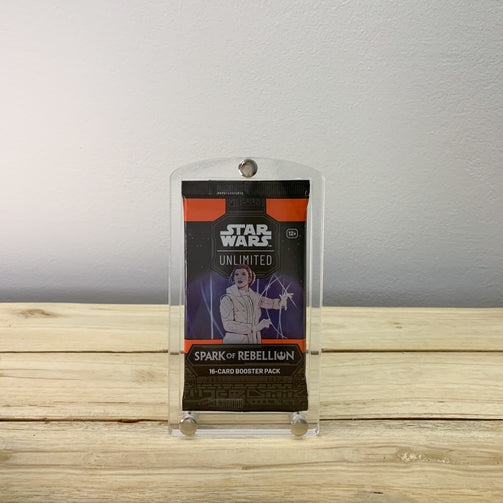 STAR
WARS
12+
UNLIMITED
SPARK OF REBELLION
16-CARD BOOSTER PACK